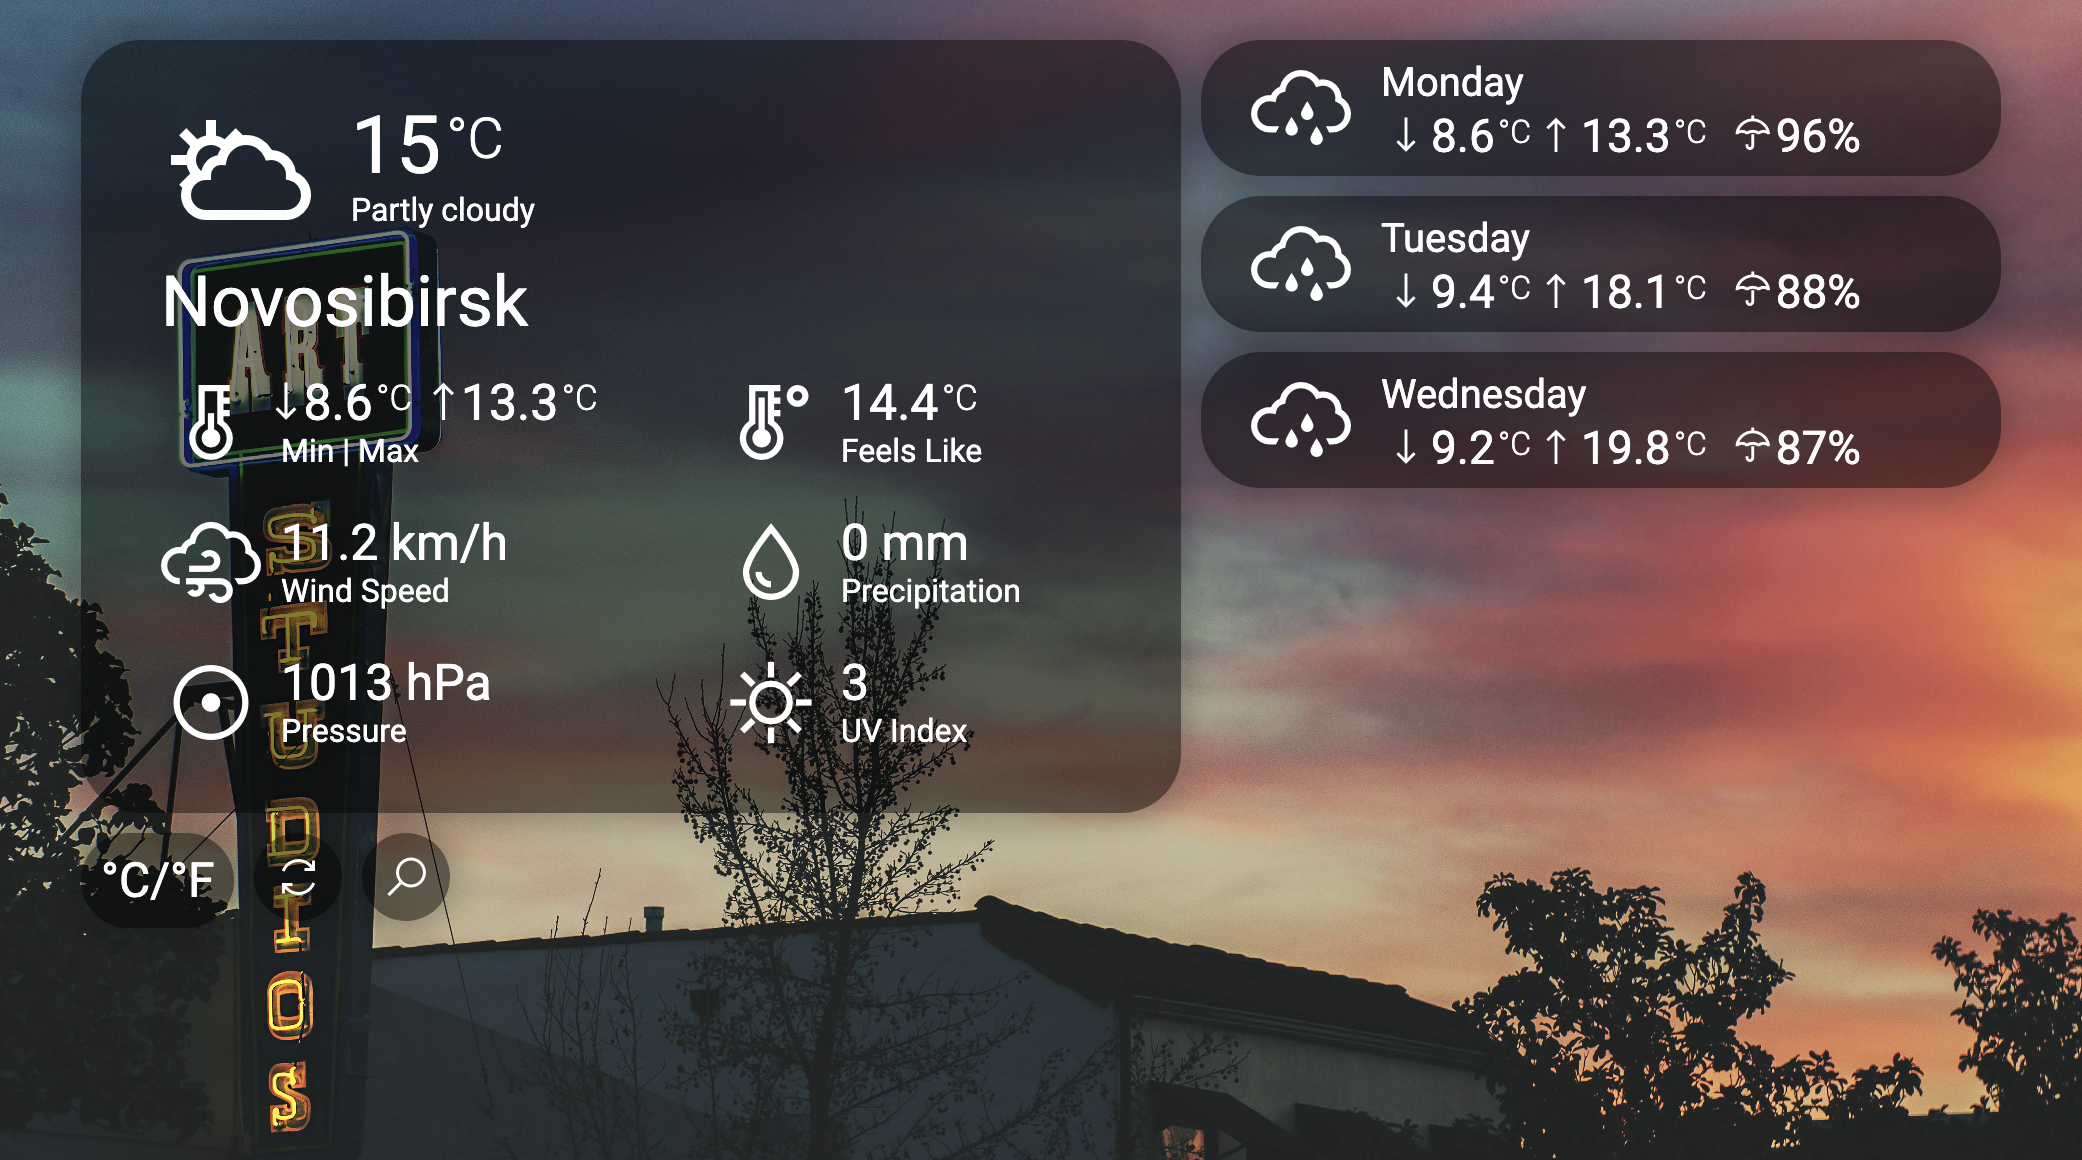 15°C
Partly cloudy
Novosibirsk
↓8.6°C ↑13.3°C
Min | Max
14.4°C
Feels Like
11.2 km/h
Wind Speed
0 mm
Precipitation
1013 hPa
Pressure
3
UV Index
°C/°F
Monday
↓ 8.6°C ↑ 13.3°C 96%
Tuesday
↓ 9.4°C ↑ 18.1°C 88%
Wednesday
↓ 9.2°C ↑ 19.8°C 87%
ART
STUDIOS